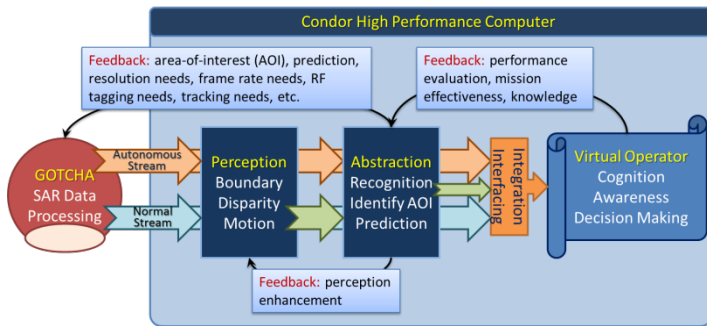 Condor High Performance Computer
Feedback: area-of-interest (AOI), prediction,
resolution needs, frame rate needs, RF
tagging needs, tracking needs, etc.
Feedback: performance
evaluation, mission
effectiveness, knowledge
GOTCHA
SAR Data
Processing
Autonomous
Stream
Normal
Stream
Perception
Boundary
Disparity
Motion
Abstraction
Recognition
Identify AOI
Prediction
Integration
Interfacing
Virtual Operator
Cognition
Awareness
Decision Making
Feedback: perception
enhancement